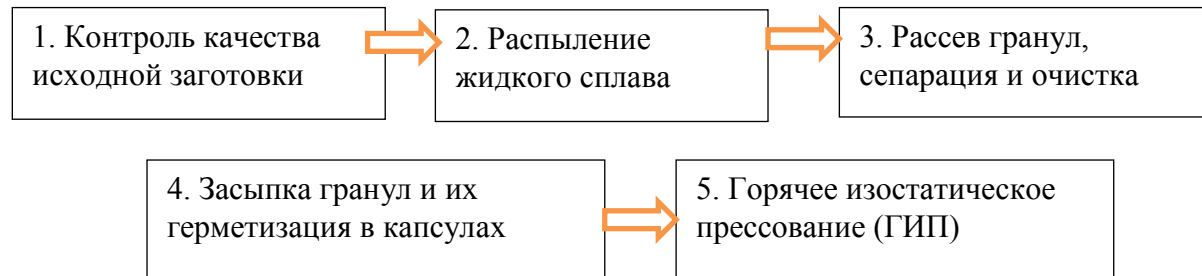 1. Контроль качества
исходной заготовки
2. Распыление
жидкого сплава
3. Рассев гранул,
сепарация и очистка
4. Засыпка гранул и их
герметизация в капсулах
5. Горячее изостатическое
прессование (ГИП)